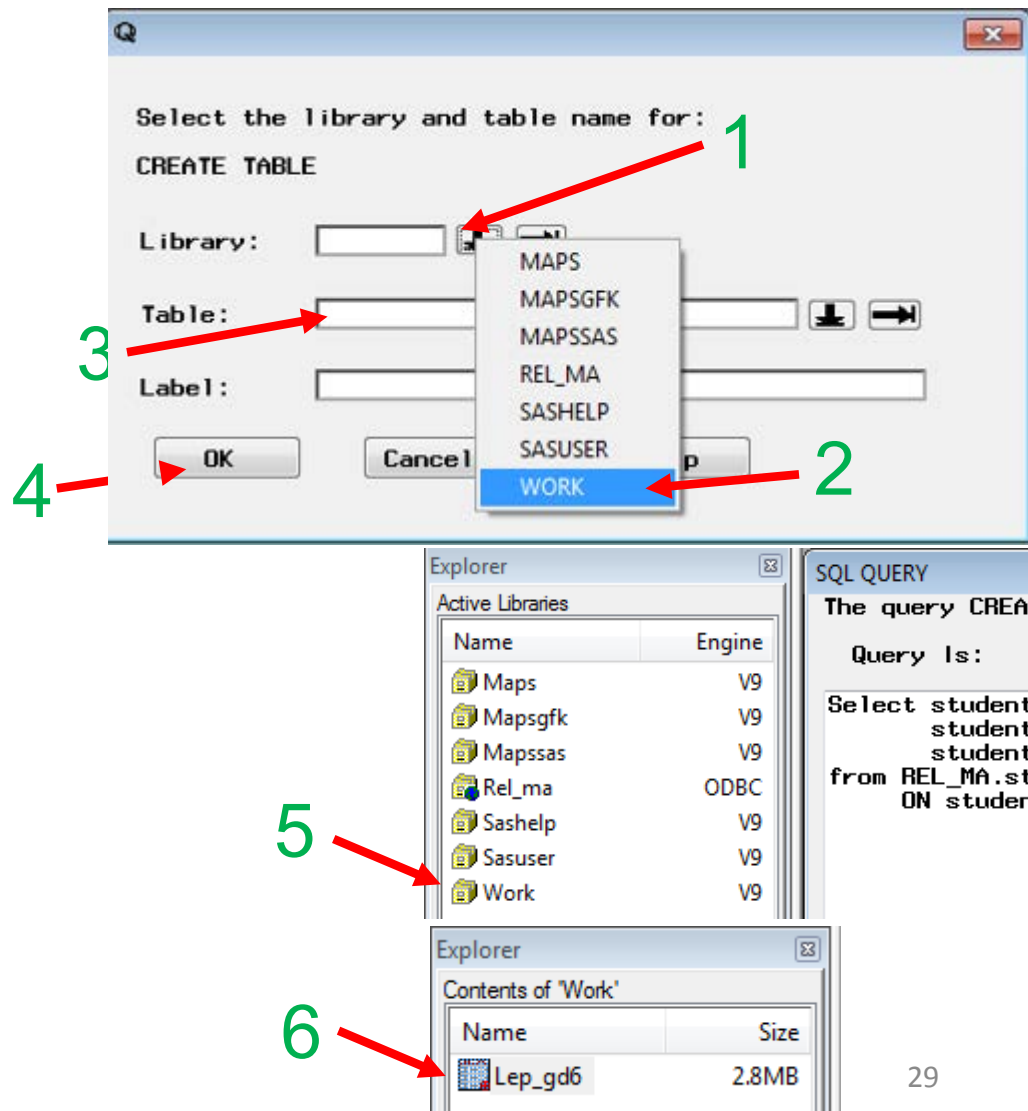 Q
Select the library and table name for:
1
CREATE TABLE
Library:
MAPS
MAPSGFK
MAPSSAS
REL_MA
SASHELP
SASUSER
WORK
3
Table:
Label:
4
OK
Cancel
p
2
Explorer
Active Libraries
Name Engine
Maps V9
Mapsgfk V9
Mapssas V9
Rel_ma ODBC
Sashelp V9
Sasuser V9
Work V9
5
SQL QUERY
The query CREA
Query Is:
Select student
student
student
from REL_MA.st
ON studen
Explorer
Contents of 'Work'
Name Size
6
Lep_gd6 2.8MB
29